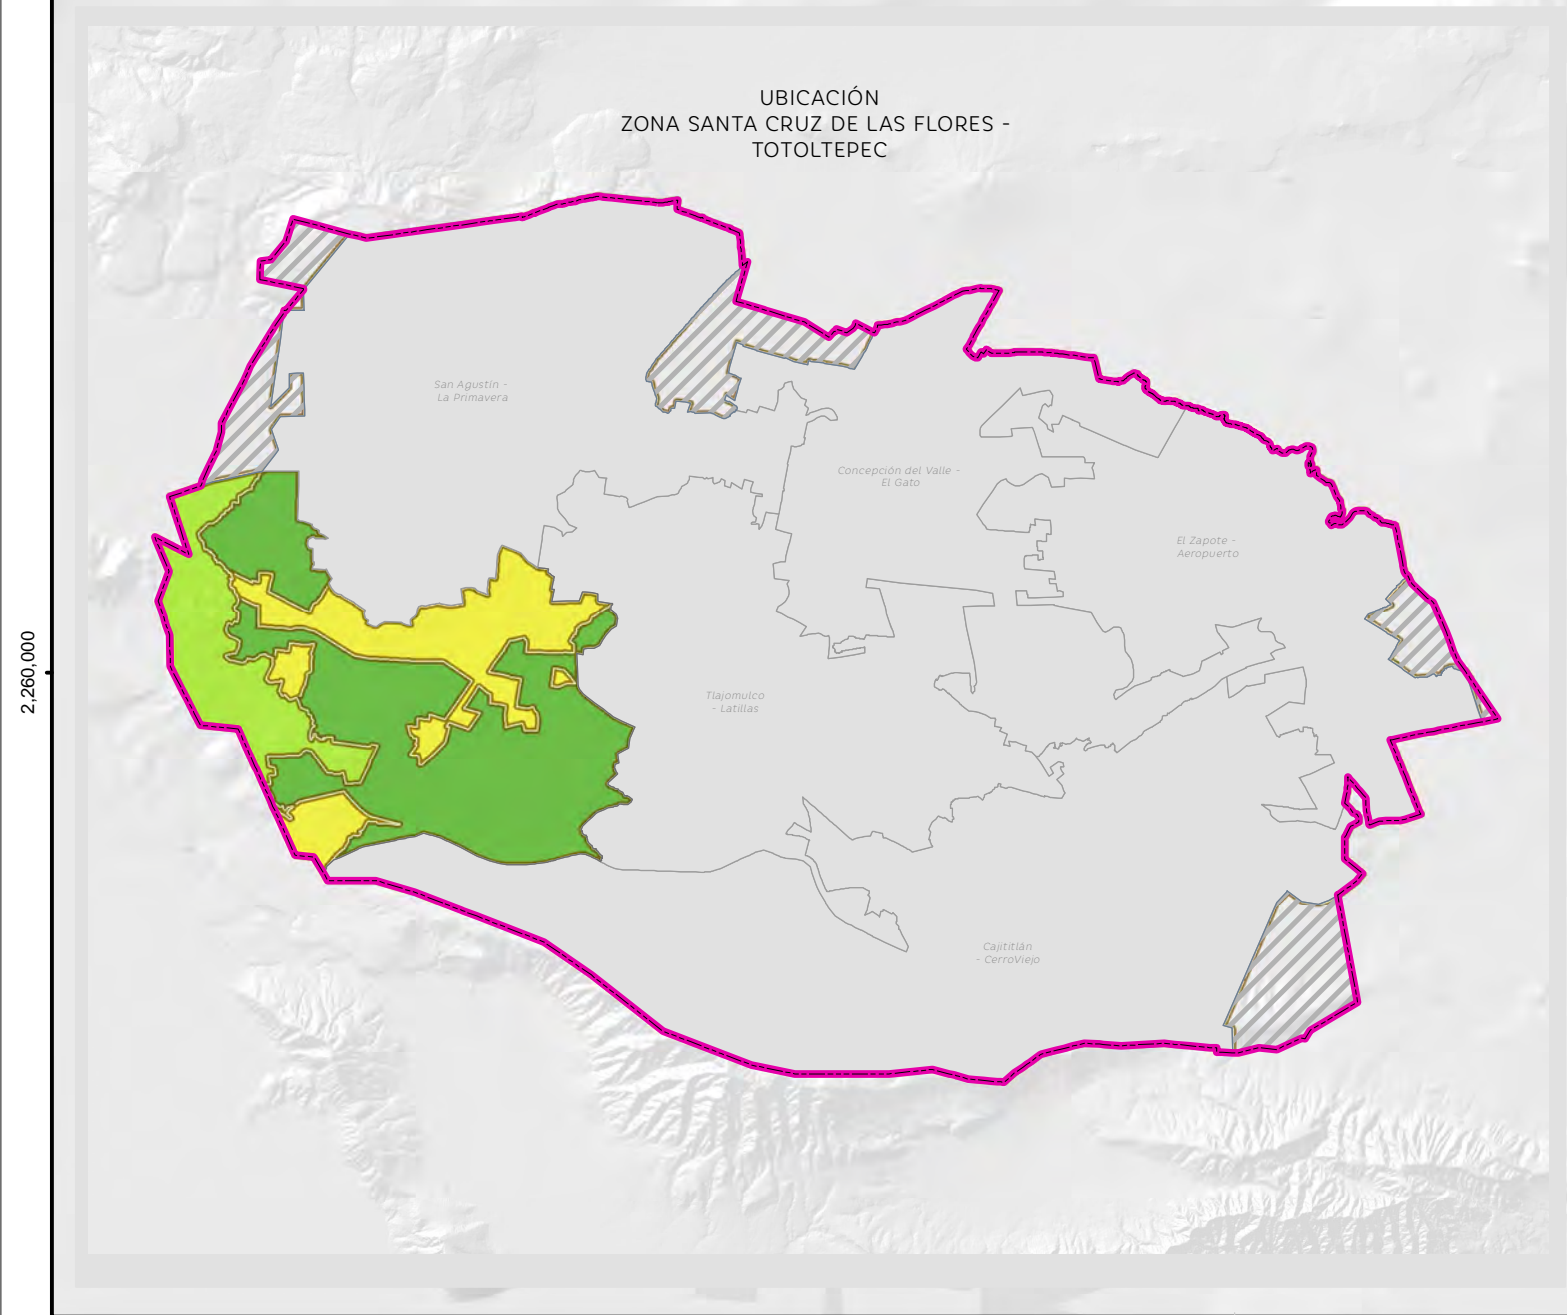 UBICACIÓN
ZONA SANTA CRUZ DE LAS FLORES -
TOTOLTEPEC
San Agustín -
La Primavera
Concepción del Valle -
El Gato
El Zapote -
Aeropuerto
2,260,000
Tlajomulco
- Latillas
Cajititlán
- CerroViejo